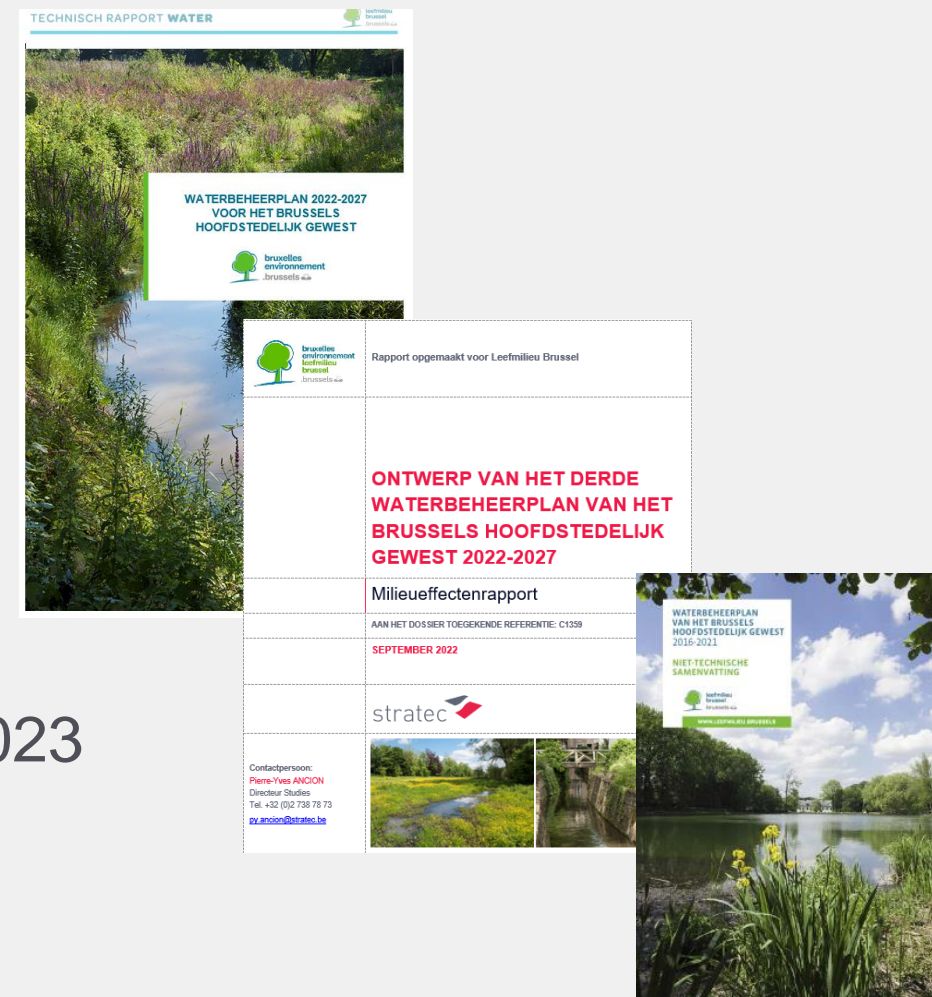 TECHNISCH RAPPORT WATER
leefmilieu
brussel
.brussels
WATERBEHEERPLAN 2022-2027
VOOR HET BRUSSELS
HOOFDSTEDELIJK GEWEST
bruxelles
environnement
.brussels
bruxelles
environnement
leefmilieu
brussel
.brussels
Rapport opgemaakt voor Leefmilieu Brussel
ONTWERP VAN HET DERDE
WATERBEHEERPLAN VAN HET
BRUSSELS HOOFDSTEDELIJK
GEWEST 2022-2027
Milieueffectenrapport
AAN HET DOSSIER TOEGEKENDE REFERENTIE: C1359
SEPTEMBER 2022
stratec
Contactpersoon:
Pierre-Yves ANCION
Directeur Studies
Tel. +32 (0)2 738 78 73
py.ancion@stratec.be
023
WATERBEHEERPLAN
VAN HET BRUSSELS
HOOFDSTEDELIJK GEWEST
2016-2021
NIET-TECHNISCHE
SAMENVATTING
leefmilieu
brussel
.brussels
WWW.LEEFMILIEU.BRUSSELS